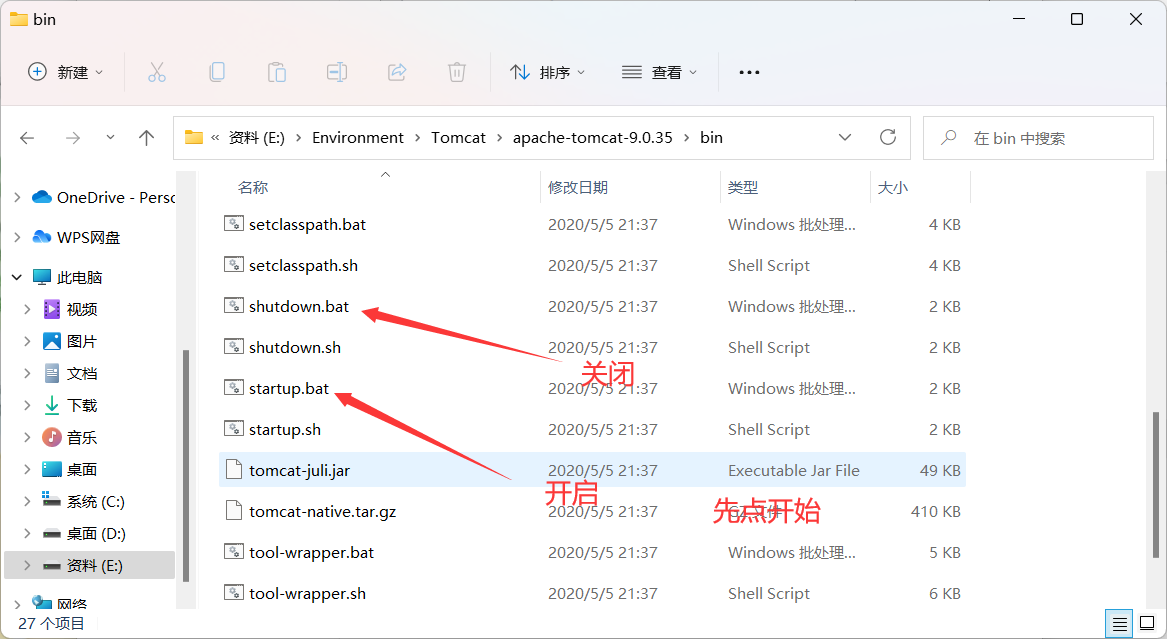 bin
新建
排序
查看
« 资料 (E:) > Environment > Tomcat > apache-tomcat-9.0.35 > bin
在 bin 中搜索
OneDrive - Perso
WPS网盘
此电脑
视频
图片
文档
下载
音乐
桌面
系统 (C:)
桌面 (D:)
资料 (E:)
网络
名称 修改日期 类型 大小
setclasspath.bat 2020/5/5 21:37 Windows 批处理... 4 KB
setclasspath.sh 2020/5/5 21:37 Shell Script 4 KB
shutdown.bat 2020/5/5 21:37 Windows 批处理... 2 KB
shutdown.sh 2020/5/5 21:37 Shell Script 2 KB
关闭
startup.bat 2020/5/5 21:37 Windows 批处理... 2 KB
startup.sh 2020/5/5 21:37 Shell Script 2 KB
tomcat-juli.jar 2020/5/5 21:37 Executable Jar File 49 KB
开启
先点开始
tomcat-native.tar.gz 2020/5/5 21:37 GZ 文件 410 KB
tool-wrapper.bat 2020/5/5 21:37 Windows 批处理... 5 KB
tool-wrapper.sh 2020/5/5 21:37 Shell Script 6 KB
27 个项目